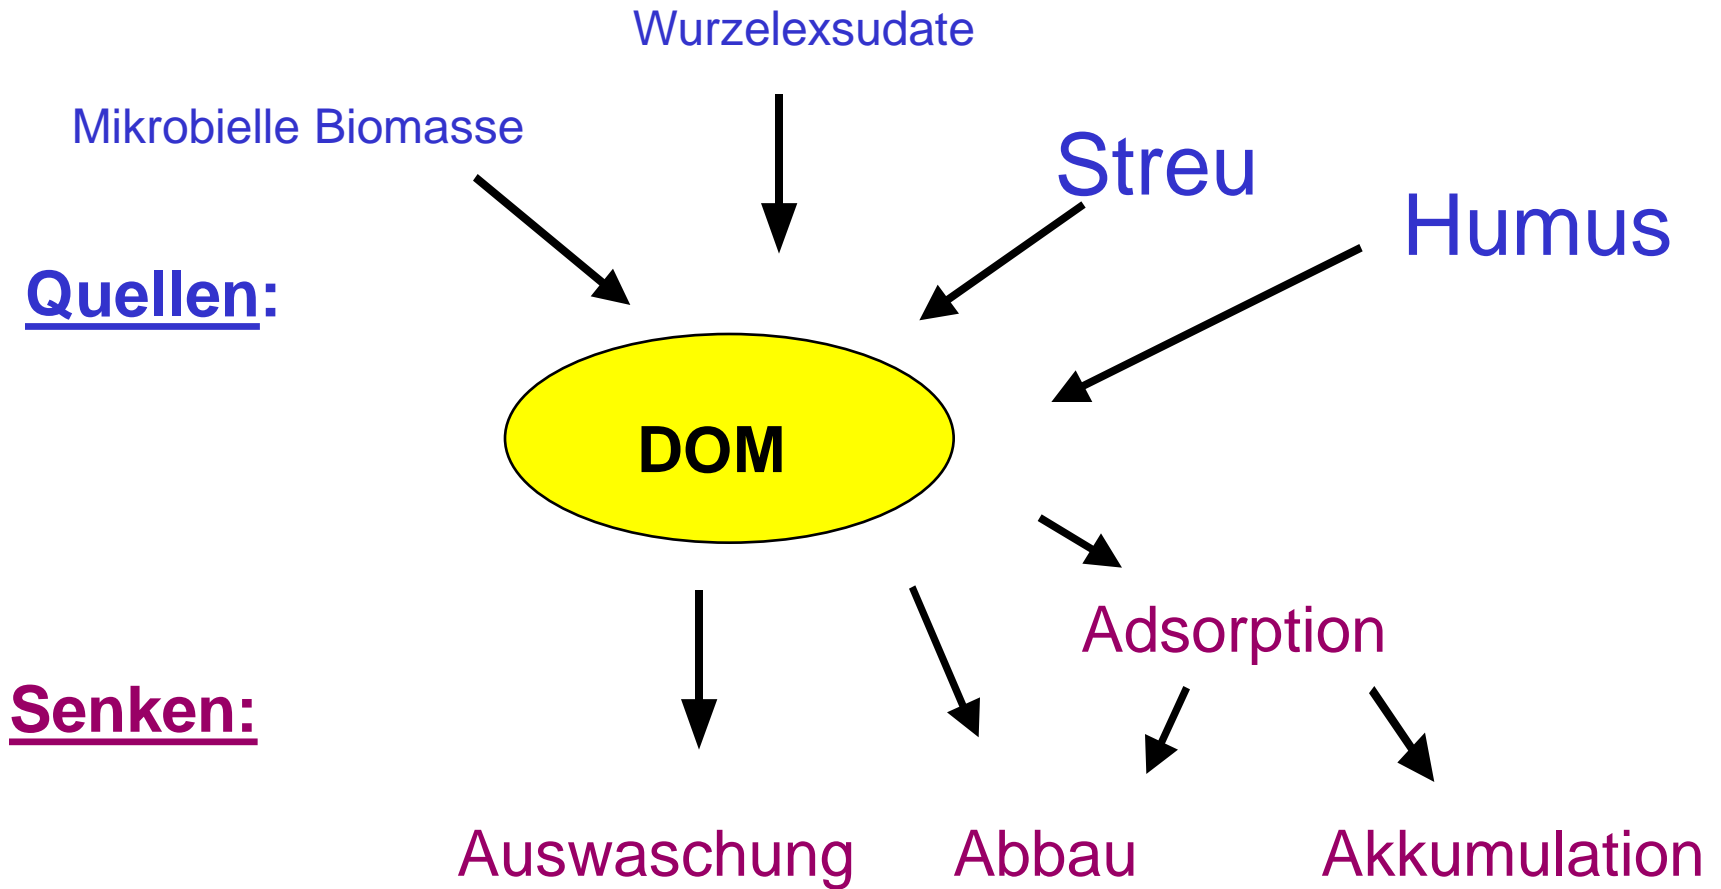 Wurzelexsudate
Mikrobielle Biomasse
Streu
Humus
Quellen:
DOM
Adsorption
Senken:
Auswaschung
Abbau
Akkumulation